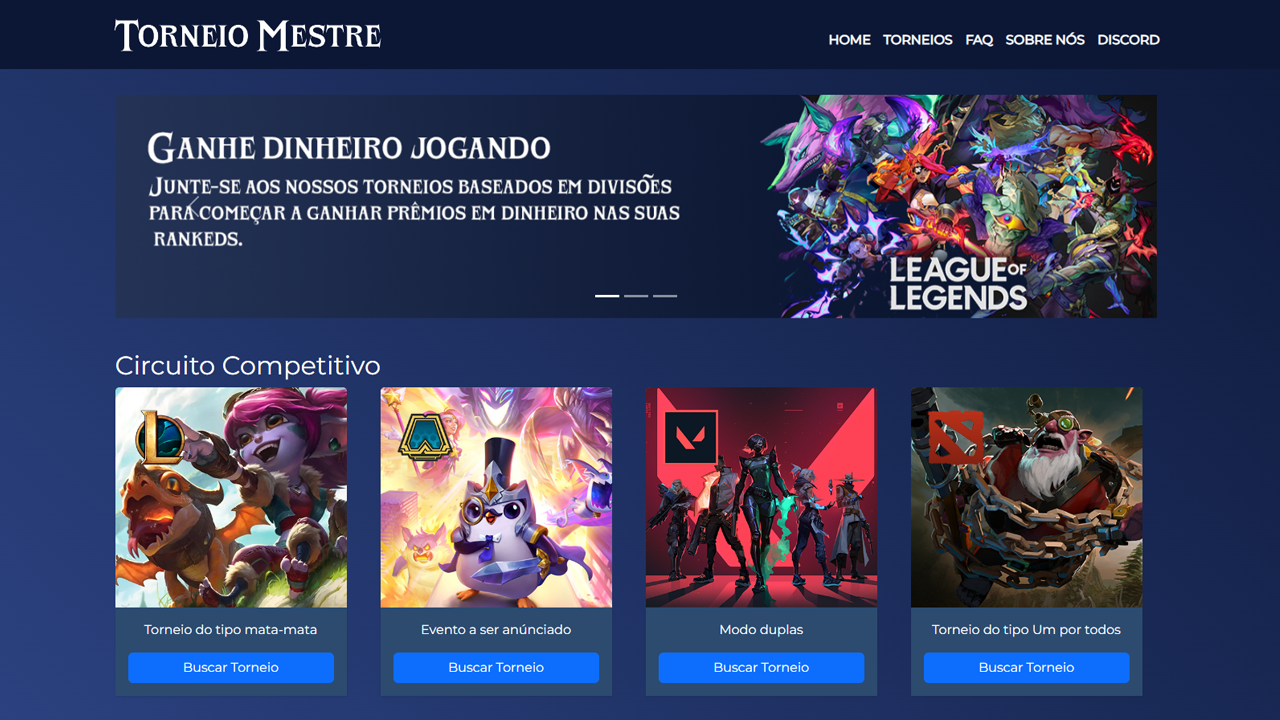 Torneio Mestre
HOME TORNEIOS FAQ SOBRE NÓS DISCORD
Ganhe dinheiro jogando
Junte-se aos nossos torneios baseados em divisões
para começar a ganhar prêmios em dinheiro nas suas
rankeds.
LEAGUE OF
LEGENDS
Circuito Competitivo
Torneio do tipo mata-mata
Evento a ser anúnciado
Modo duplas
Torneio do tipo Um por todos
Buscar Torneio
Buscar Torneio
Buscar Torneio
Buscar Torneio